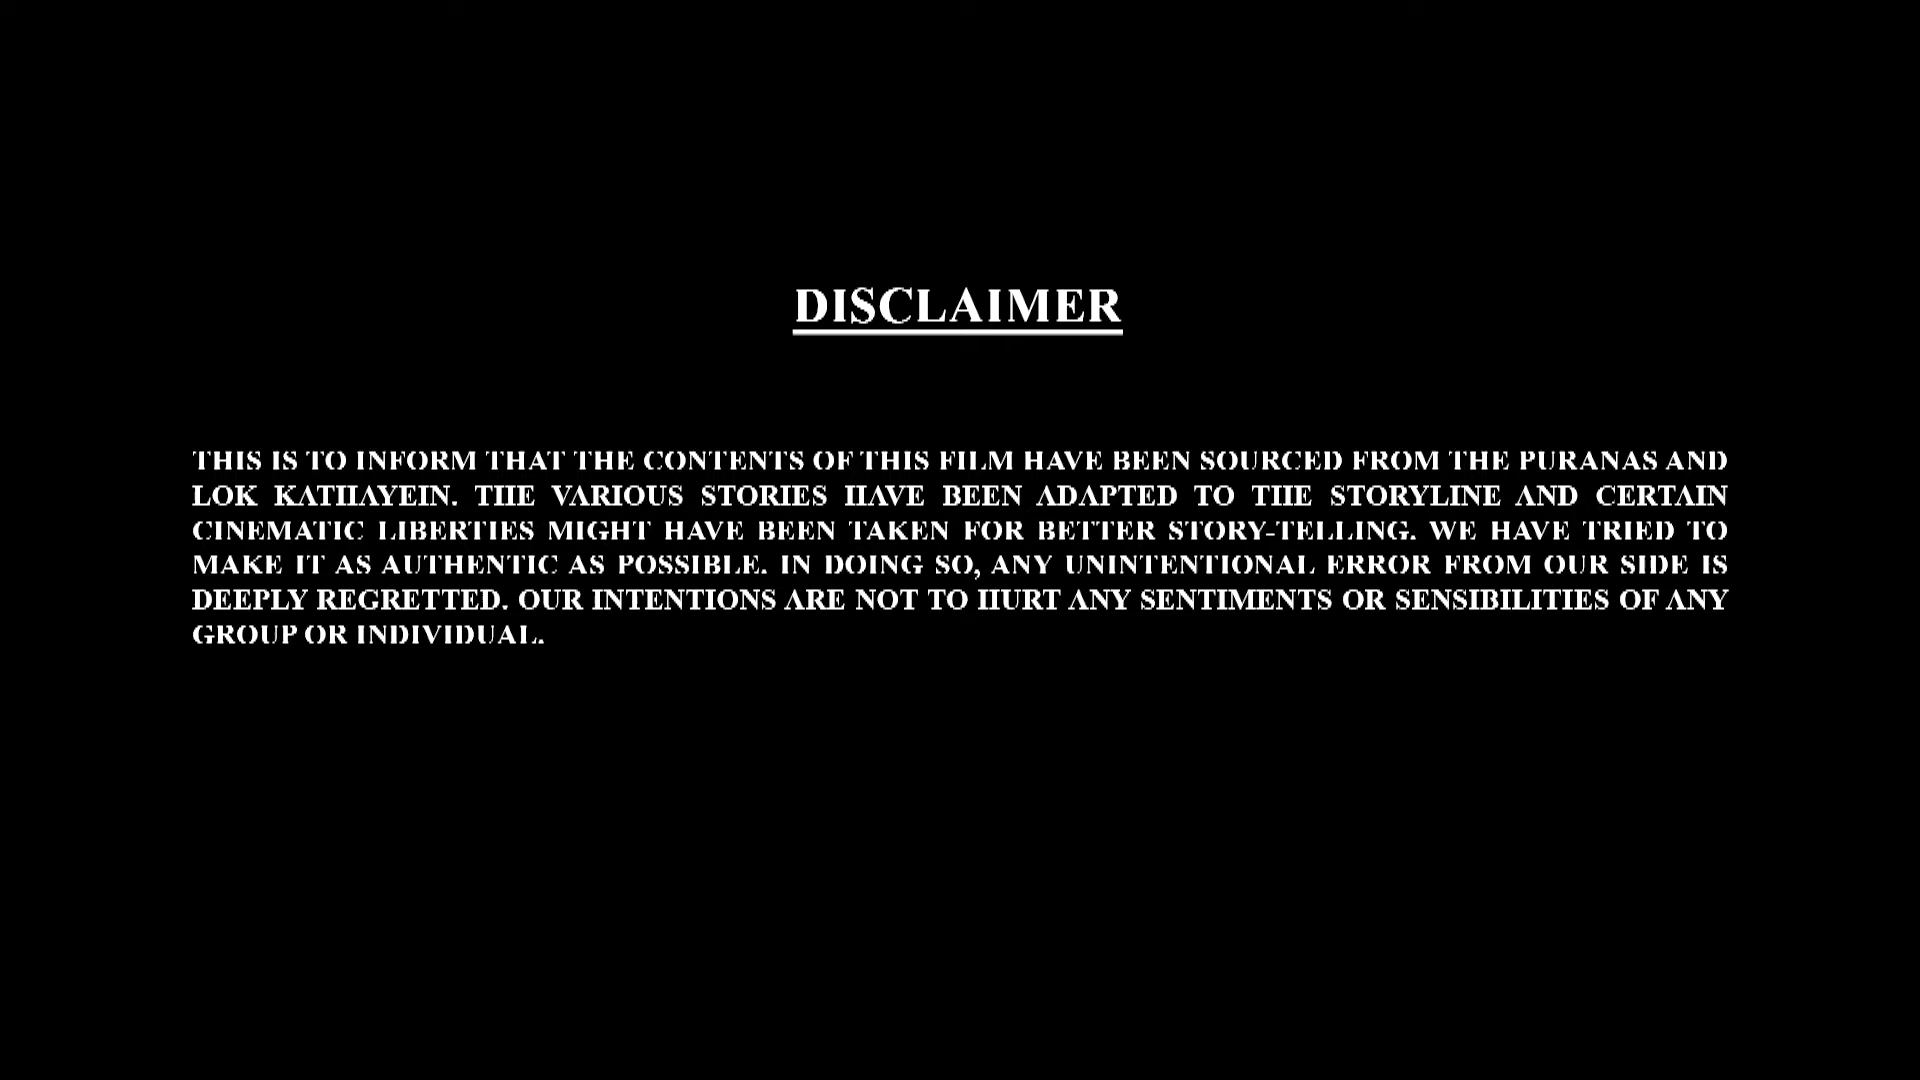 DISCLAIMER
THIS IS TO INFORM THAT THE CONTENTS OF THIS FILM HAVE BEEN SOURCED FROM THE PURANAS AND
LOK KATHAYEIN. THE VARIOUS STORIES HAVE BEEN ADAPTED TO THE STORYLINE AND CERTAIN
CINEMATIC LIBERTIES MIGHT HAVE BEEN TAKEN FOR BETTER STORY-TELLING. WE HAVE TRIED TO
MAKE IT AS AUTHENTIC AS POSSIBLE. IN DOING SO, ANY UNINTENTIONAL ERROR FROM OUR SIDE IS
DEEPLY REGRETTED. OUR INTENTIONS ARE NOT TO HURT ANY SENTIMENTS OR SENSIBILITIES OF ANY
GROUP OR INDIVIDUAL.